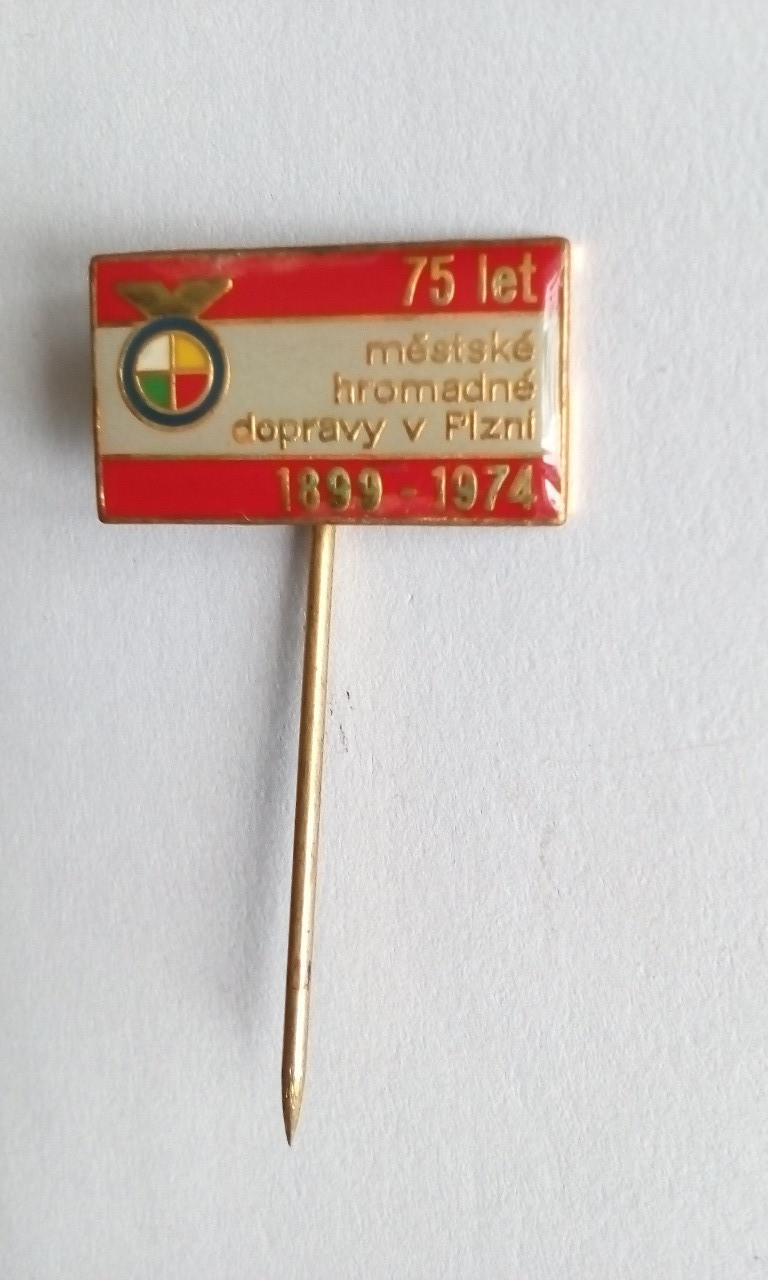 75 let
městské
hromadné
dopravy v Plzni
1899 - 1974